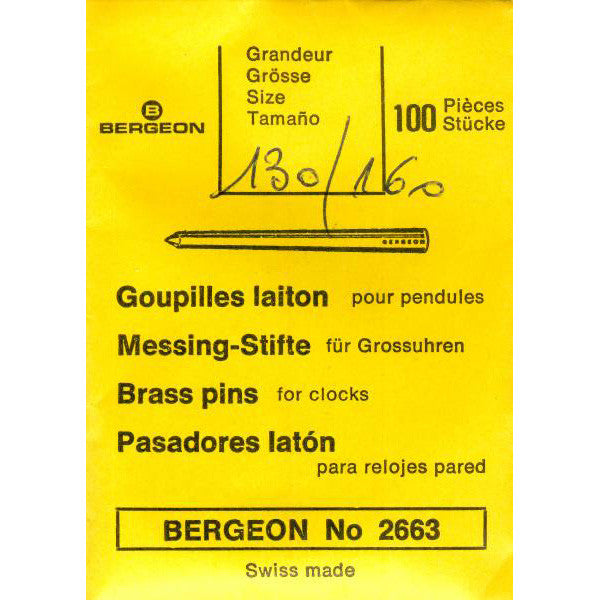 B
BERGEON
Grandeur
Grösse
Size
Tamaño
100 Pièces
Stücke
130/160
BERGEON
Goupilles laiton pour pendules
Messing-Stifte für Grossuhren
Brass pins for clocks
Pasadores latón
para relojes pared
BERGEON No 2663
Swiss made